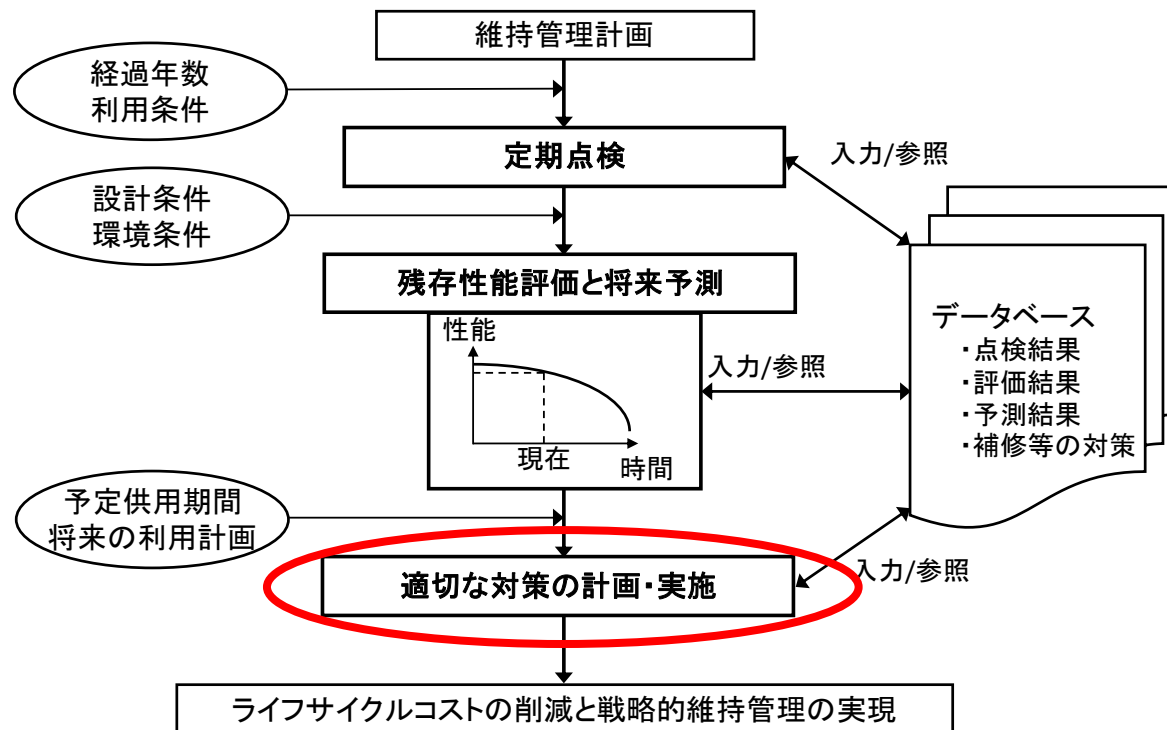 維持管理計画
経過年数
利用条件
定期点検
入力/参照
設計条件
環境条件
残存性能評価と将来予測
性能
現在
時間
入力/参照
データベース
・点検結果
・評価結果
・予測結果
・補修等の対策
予定供用期間
将来の利用計画
適切な対策の計画・実施
入力/参照
ライフサイクルコストの削減と戦略的維持管理の実現